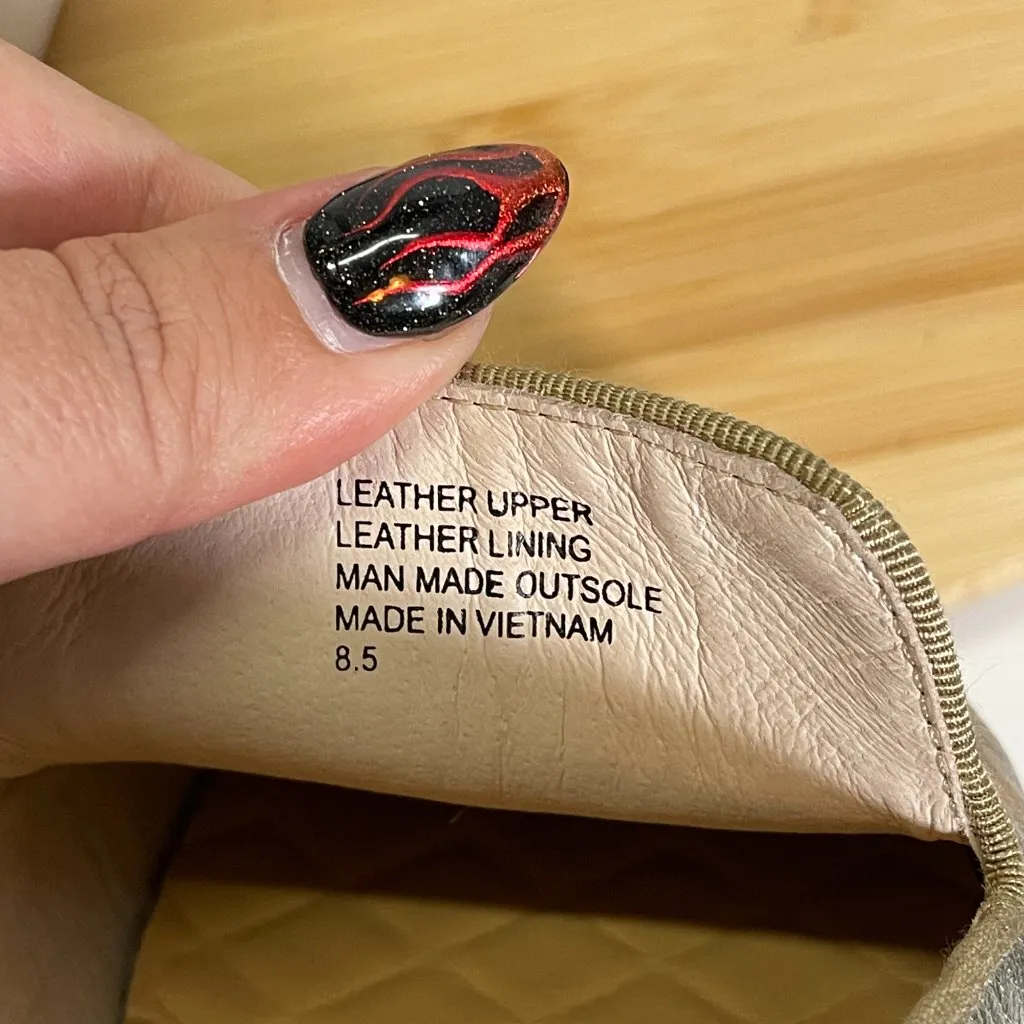 LEATHER UPPER
LEATHER LINING
MAN MADE OUTSOLE
MADE IN VIETNAM
8.5